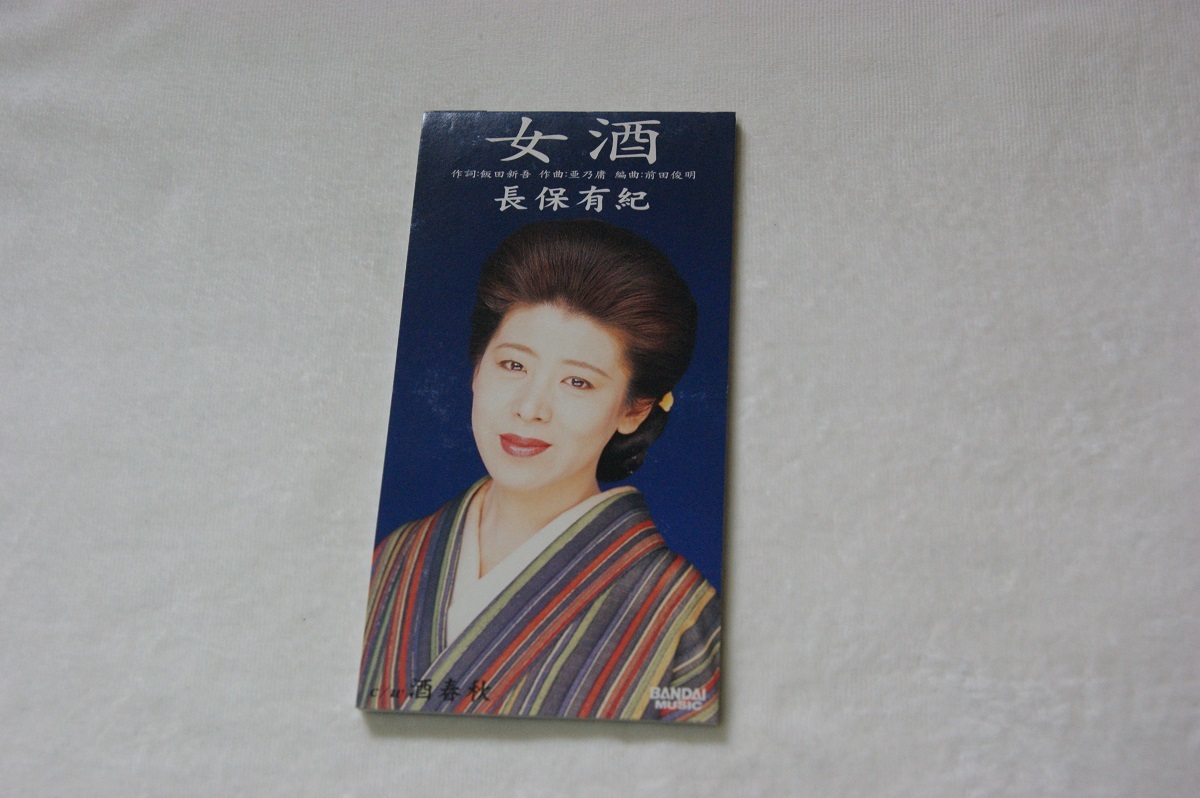 女酒
作詞:飯田新吾 作曲:亜乃庸 編曲:前田俊明
長保有紀
c/w 酒春秋
BANDAI
MUSIC